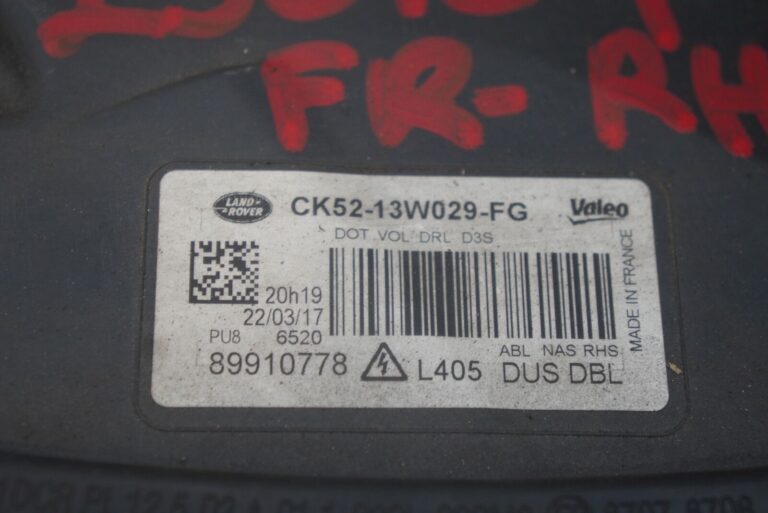 FR-RH
LAND ROVER
CK52-13W029-FG
Valeo
DOT VOL DRL D3S
20h19
22/03/17
PU8 6520
ABL NAS RHS
89910778 L405 DUS DBL
MADE IN FRANCE